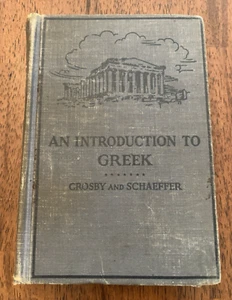 AN INTRODUCTION TO
GREEK
CROSBY AND SCHAEFFER